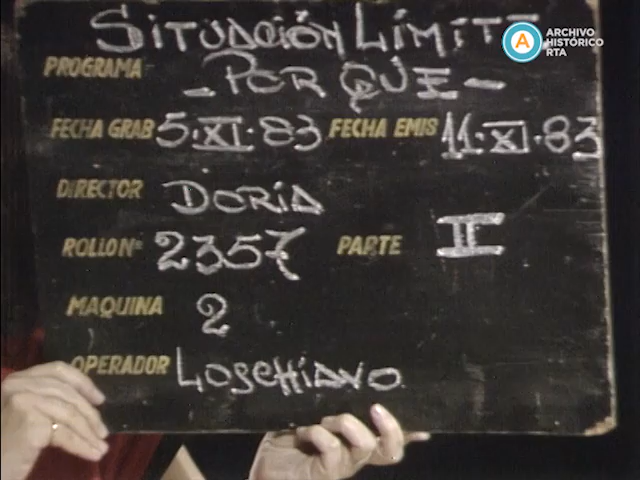 SITUACIÓN LÍMITE
PROGRAMA - POR QUÉ -
FECHA GRAB 5·XI·83 FECHA EMIS 11·XI·83
DIRECTOR DORIA
ROLLO Nº 2357 PARTE II
MAQUINA 2
OPERADOR LOSCHIAVO
A ARCHIVO
HISTÓRICO
RTA